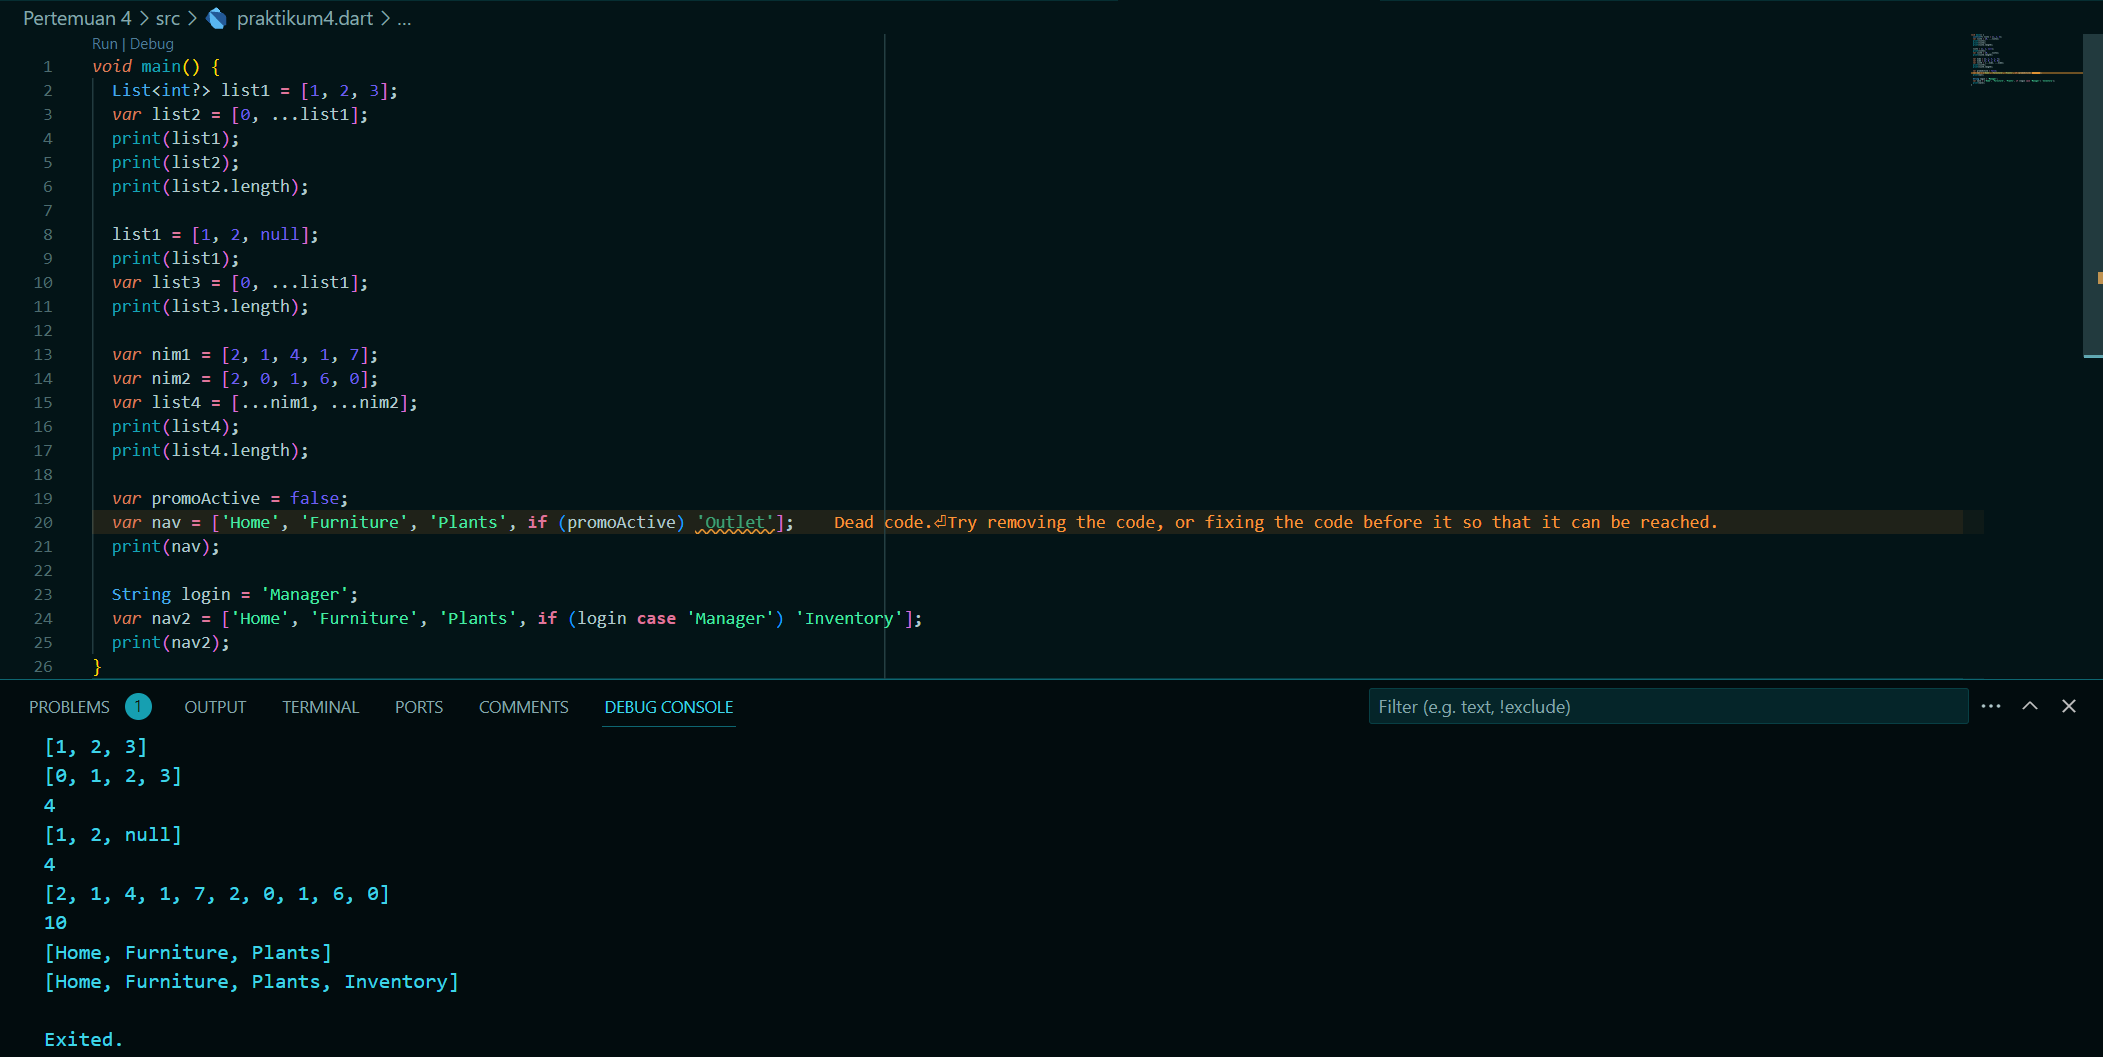 Pertemuan 4 > src > praktikum4.dart > ...
Run | Debug
1 void main() {
2 List<int?> list1 = [1, 2, 3];
3 var list2 = [0, ...list1];
4 print(list1);
5 print(list2);
6 print(list2.length);
7
8 list1 = [1, 2, null];
9 print(list1);
10 var list3 = [0, ...list1];
11 print(list3.length);
12
13 var nim1 = [2, 1, 4, 1, 7];
14 var nim2 = [2, 0, 1, 6, 0];
15 var list4 = [...nim1, ...nim2];
16 print(list4);
17 print(list4.length);
18
19 var promoActive = false;
20 var nav = ['Home', 'Furniture', 'Plants', if (promoActive) 'Outlet']; Dead code.⏎Try removing the code, or fixing the code before it so that it can be reached.
21 print(nav);
22
23 String login = 'Manager';
24 var nav2 = ['Home', 'Furniture', 'Plants', if (login case 'Manager') 'Inventory'];
25 print(nav2);
26 }
PROBLEMS 1 OUTPUT TERMINAL PORTS COMMENTS DEBUG CONSOLE Filter (e.g. text, !exclude)
[1, 2, 3]
[0, 1, 2, 3]
4
[1, 2, null]
4
[2, 1, 4, 1, 7, 2, 0, 1, 6, 0]
10
[Home, Furniture, Plants]
[Home, Furniture, Plants, Inventory]
Exited.